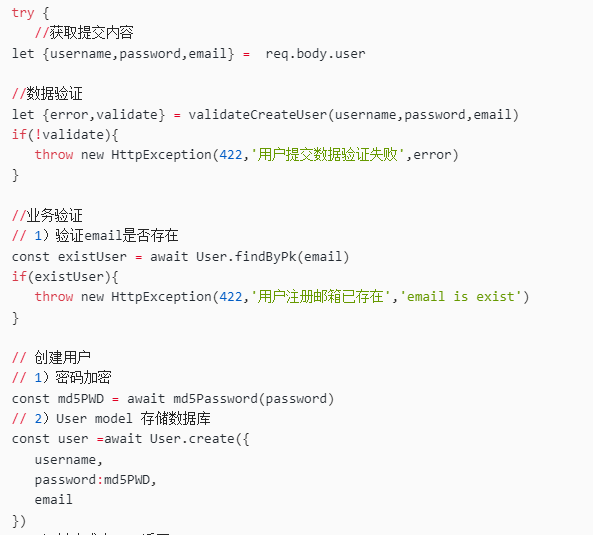 try {
//获取提交内容
let {username,password,email} = req.body.user
//数据验证
let {error,validate} = validateCreateUser(username,password,email)
if(!validate){
throw new HttpException(422,'用户提交数据验证失败',error)
}
//业务验证
// 1）验证email是否存在
const existUser = await User.findByPk(email)
if(existUser){
throw new HttpException(422,'用户注册邮箱已存在','email is exist')
}
// 创建用户
// 1）密码加密
const md5PWD = await md5Password(password)
// 2）User model 存储数据库
const user =await User.create({
username,
password:md5PWD,
email
})